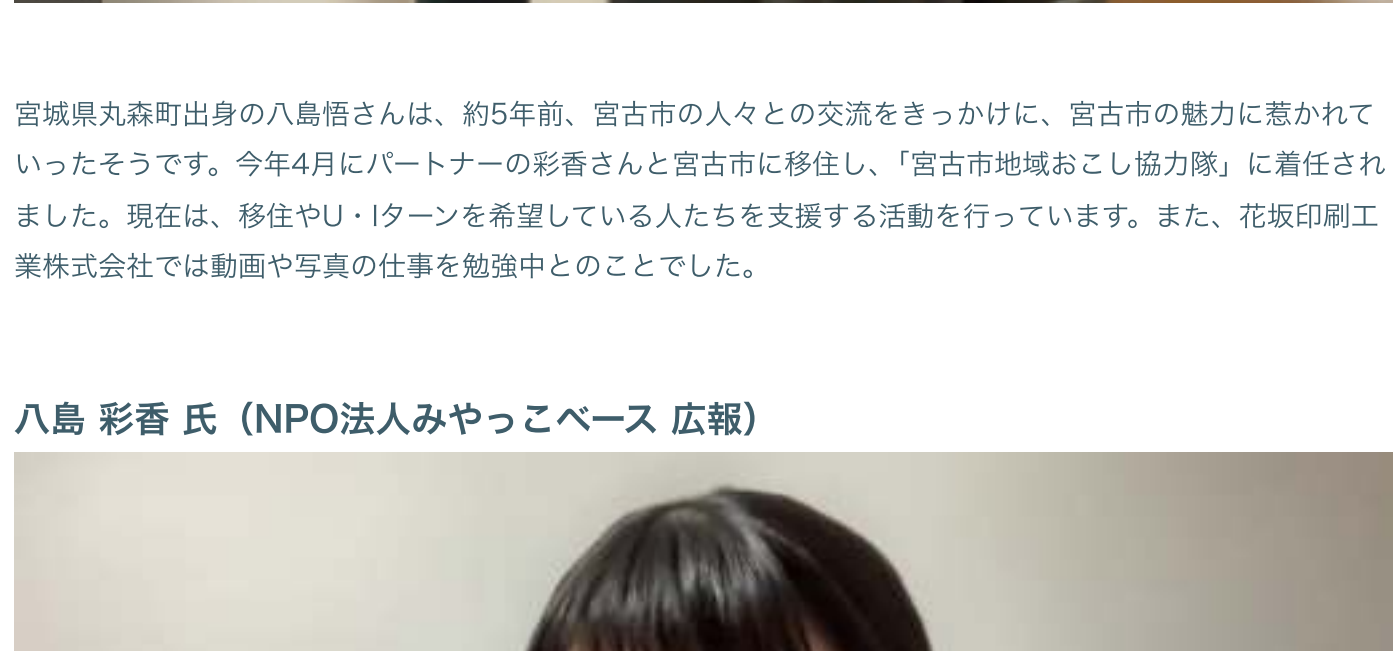 宮城県丸森町出身の八島悟さんは、約5年前、宮古市の人々との交流をきっかけに、宮古市の魅力に惹かれて
いったそうです。今年4月にパートナーの彩香さんと宮古市に移住し、「宮古市地域おこし協力隊」に着任され
ました。現在は、移住やU・Iターンを希望している人たちを支援する活動を行っています。また、花坂印刷工
業株式会社では動画や写真の仕事を勉強中とのことでした。
八島 彩香 氏（NPO法人みやっこベース 広報）